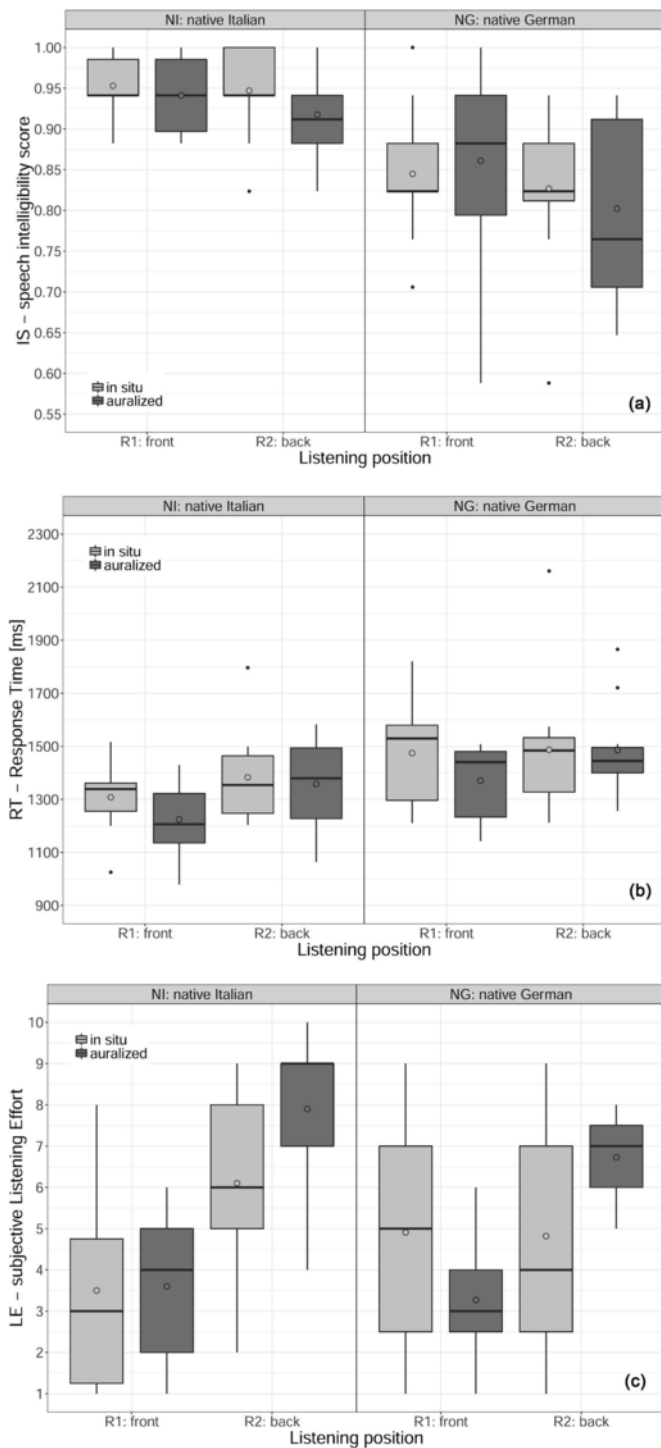 NI: native Italian NG: native German
1.00
0.95
0.90
0.85
0.80
0.75
0.70
0.65
0.60
0.55
IS − speech intelligibility score
in situ
auralized
(a)
R1: front R2: back R1: front R2: back
Listening position
NI: native Italian NG: native German
2300
2100
1900
1700
1500
1300
1100
900
RT − Response Time [ms]
in situ
auralized
(b)
R1: front R2: back R1: front R2: back
Listening position
NI: native Italian NG: native German
10
9
8
7
6
5
4
3
2
1
LE − subjective Listening Effort
in situ
auralized
(c)
R1: front R2: back R1: front R2: back
Listening position